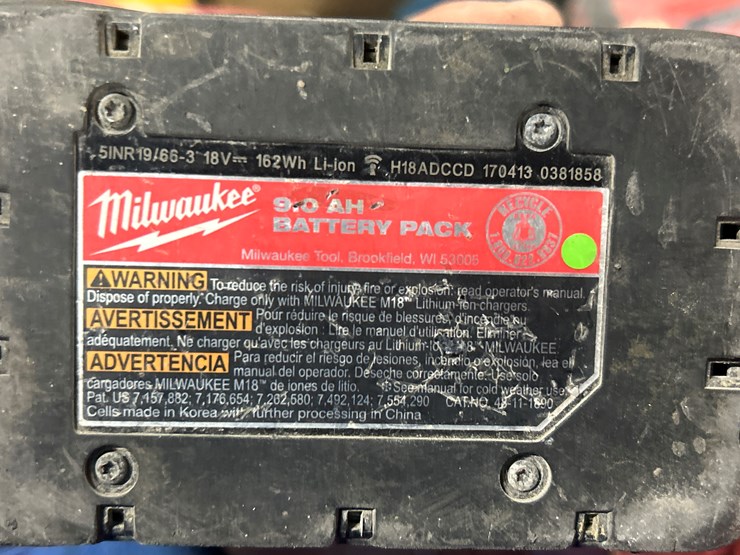 5INR19/66-3 18V⎓ 162Wh Li-ion H18ADCCD 170413 0381858
Milwaukee®
9.0 AH
BATTERY PACK
RECYCLE
Milwaukee Tool, Brookfield, WI 53005
WARNING To reduce the risk of injury, fire or explosion: read operator's manual.
Dispose of properly. Charge only with MILWAUKEE M18™ Lithium-ion chargers.
AVERTISSEMENT Pour réduire le risque de blessures, d'incendie ou
d'explosion : Lire le manuel d'utilisation. Éliminer
adéquatement. Ne charger qu'avec les chargeurs au Lithium-ion M18™ MILWAUKEE.
ADVERTENCIA Para reducir el riesgo de lesiones, incendio o explosión, lea el
manual del operador. Deseche correctamente. Use solo
cargadores MILWAUKEE M18™ de iones de litio. See manual for cold weather use
Pat. US 7,157,882; 7,176,654; 7,262,580; 7,492,124; 7,554,290 CAT.NO. 48-11-1890
Cells made in Korea with further processing in China